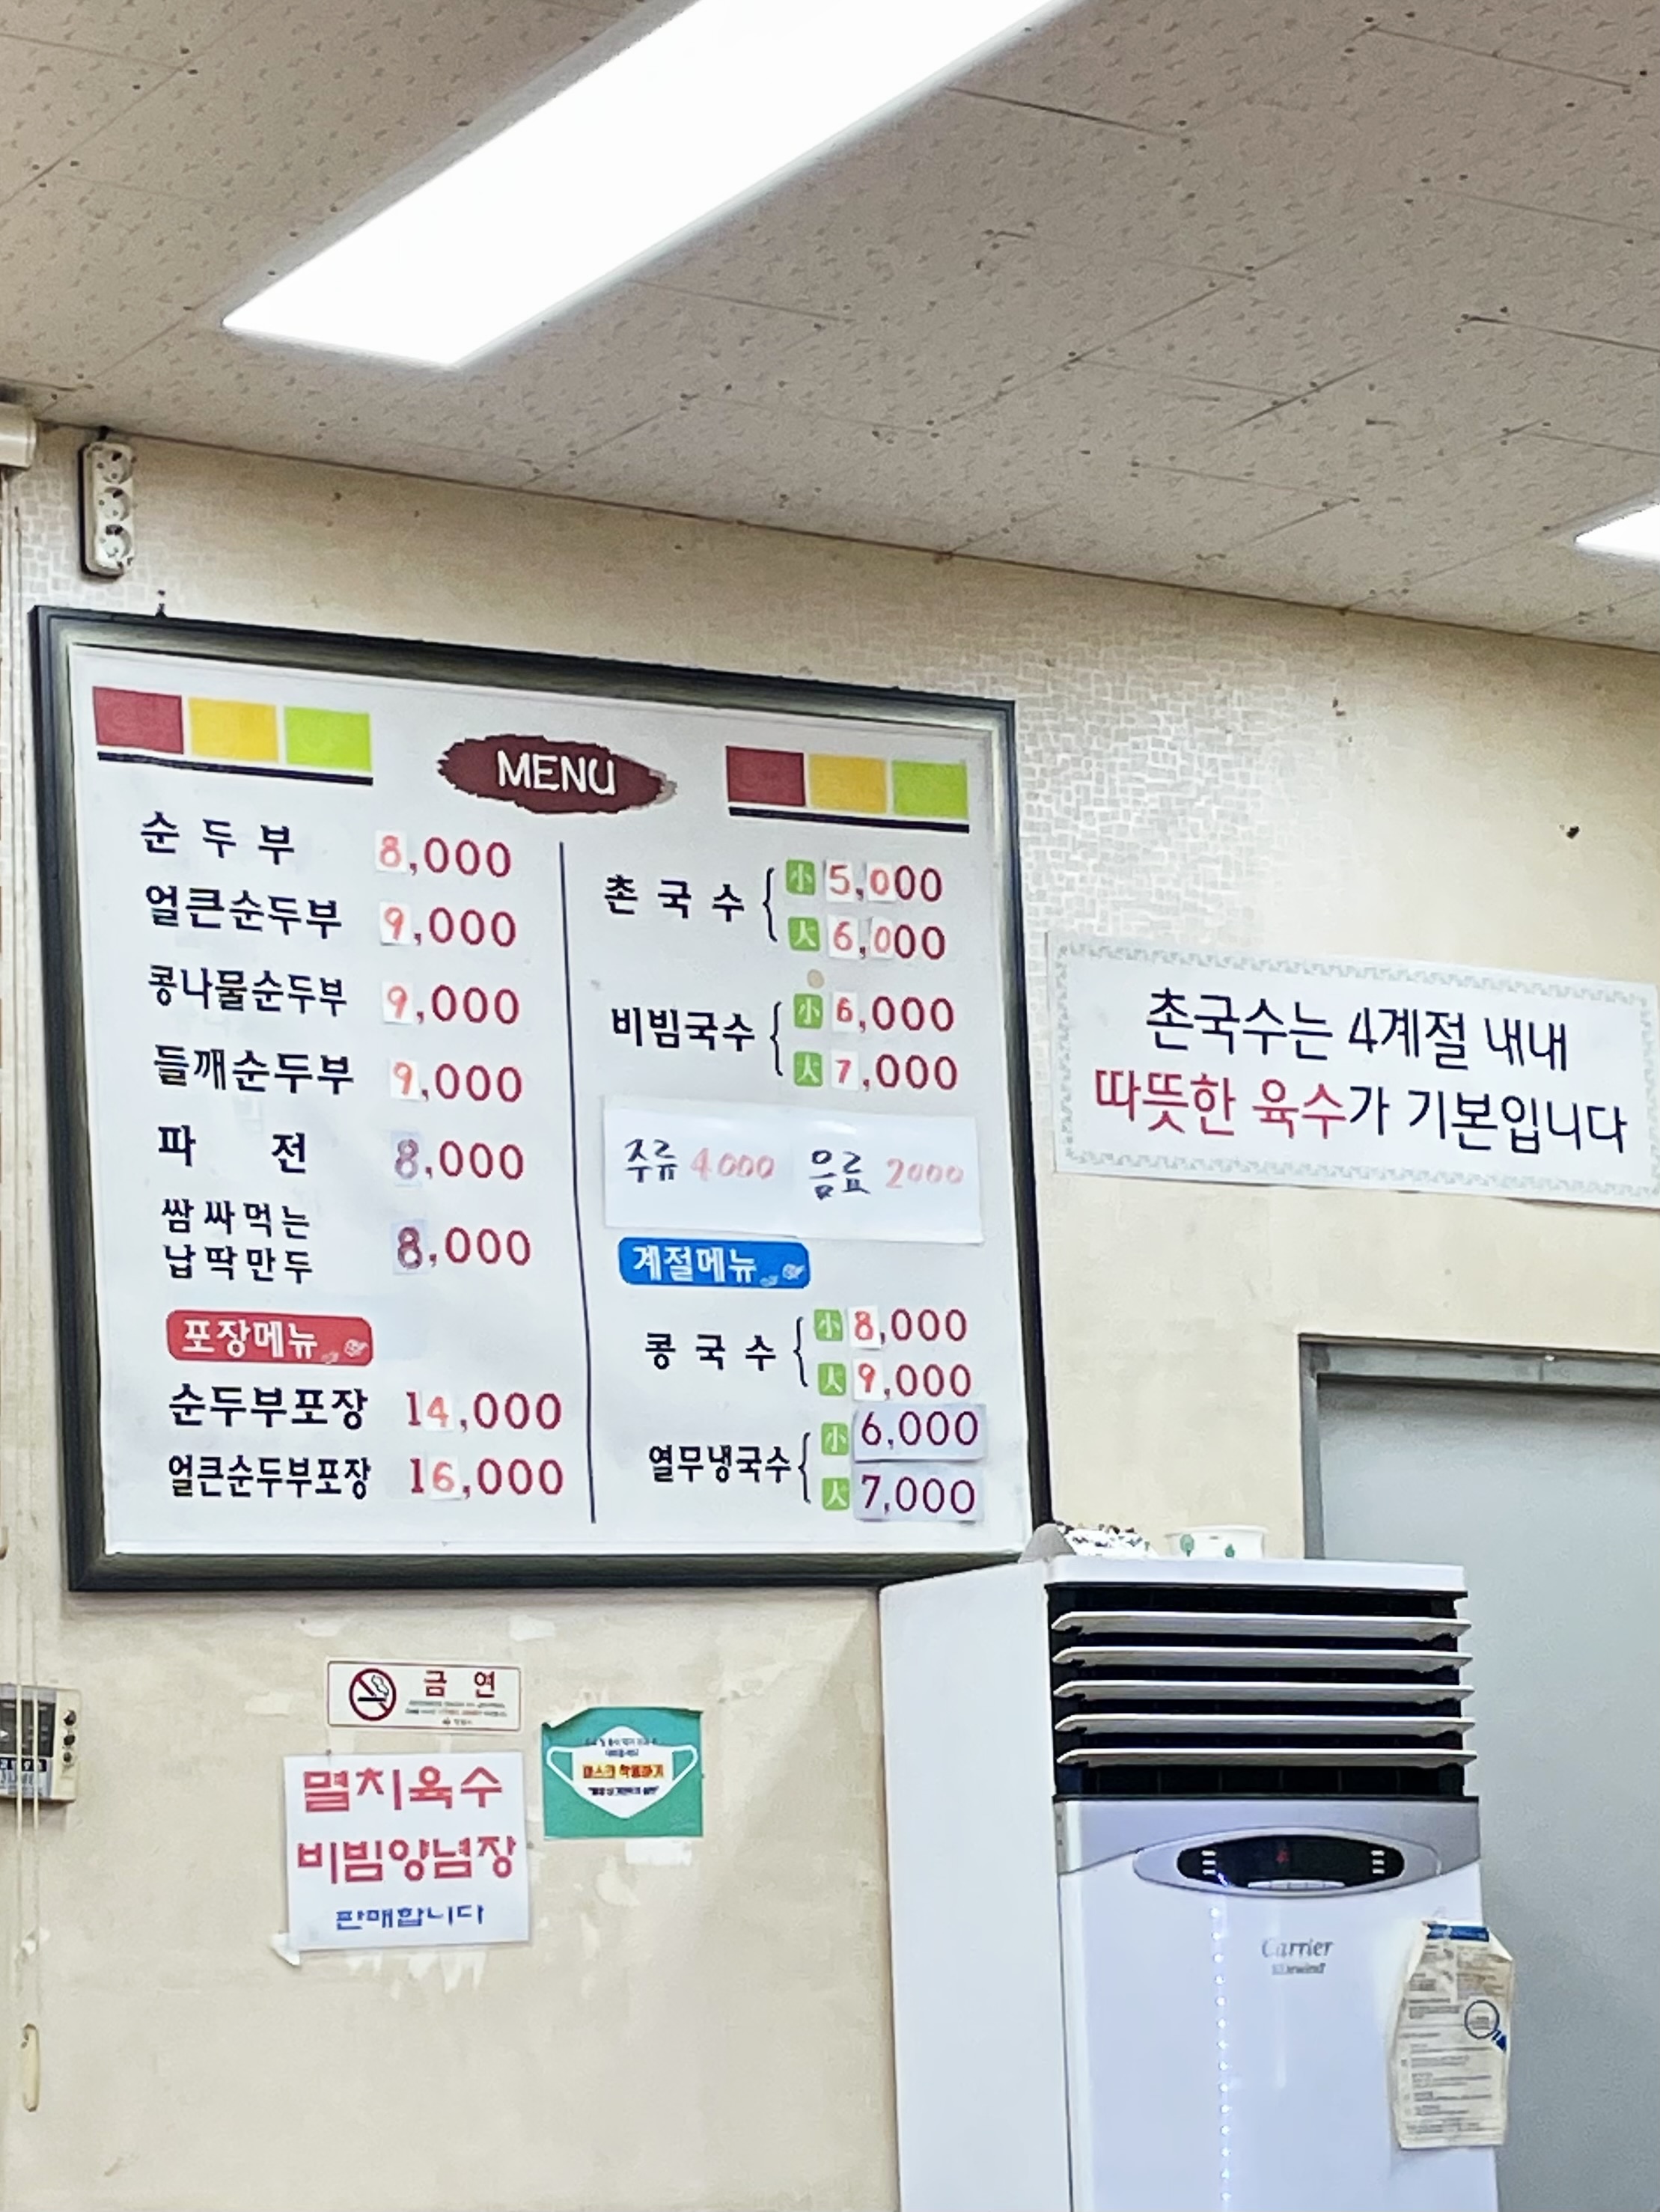 MENU
순두부 8,000
얼큰순두부 9,000
콩나물순두부 9,000
들깨순두부 9,000
파전 8,000
쌈싸먹는
납딱만두 8,000
포장메뉴
순두부포장 14,000
얼큰순두부포장 16,000
촌국수 小 5,000
大 6,000
비빔국수 小 6,000
大 7,000
주류 4000 음료 2000
계절메뉴
콩국수 小 8,000
大 9,000
열무냉국수 小 6,000
大 7,000
촌국수는 4계절 내내
따뜻한 육수가 기본입니다
금연
마스크 착용하기
멸치육수
비빔양념장
판매합니다
Carrier